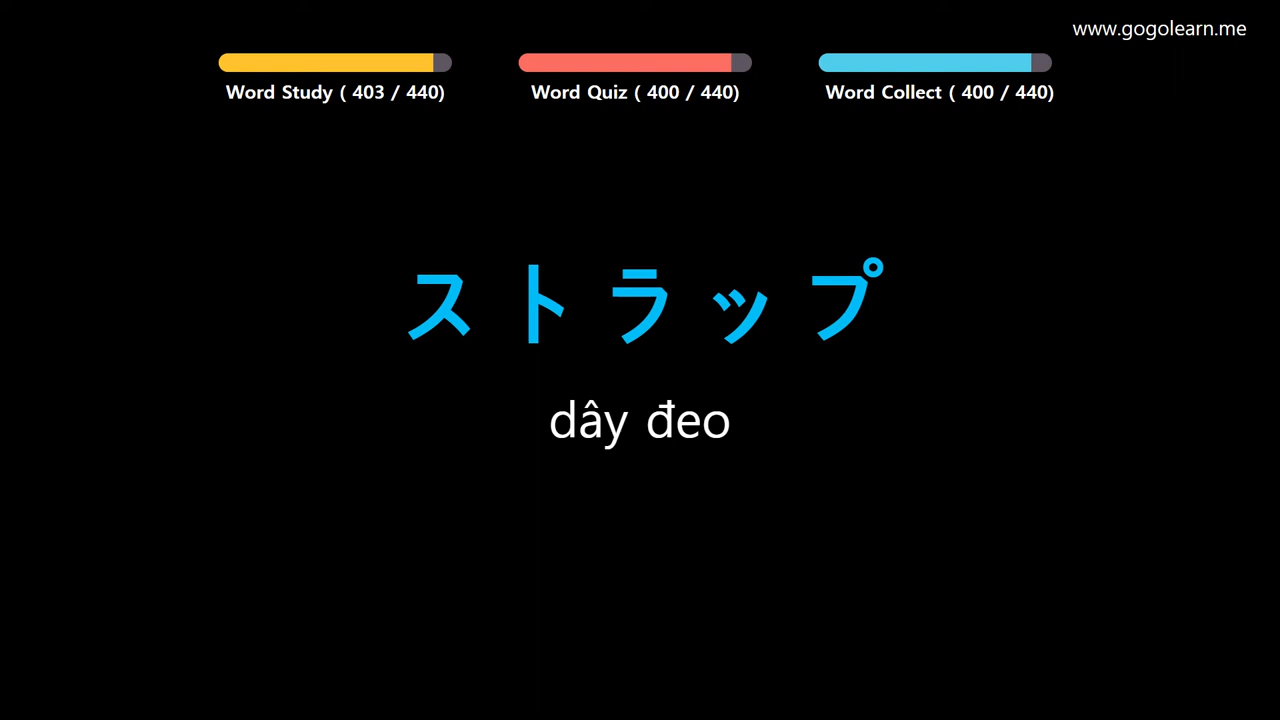 www.gogolearn.me
Word Study ( 403 / 440)
Word Quiz ( 400 / 440)
Word Collect ( 400 / 440)
ストラップ
dây đeo